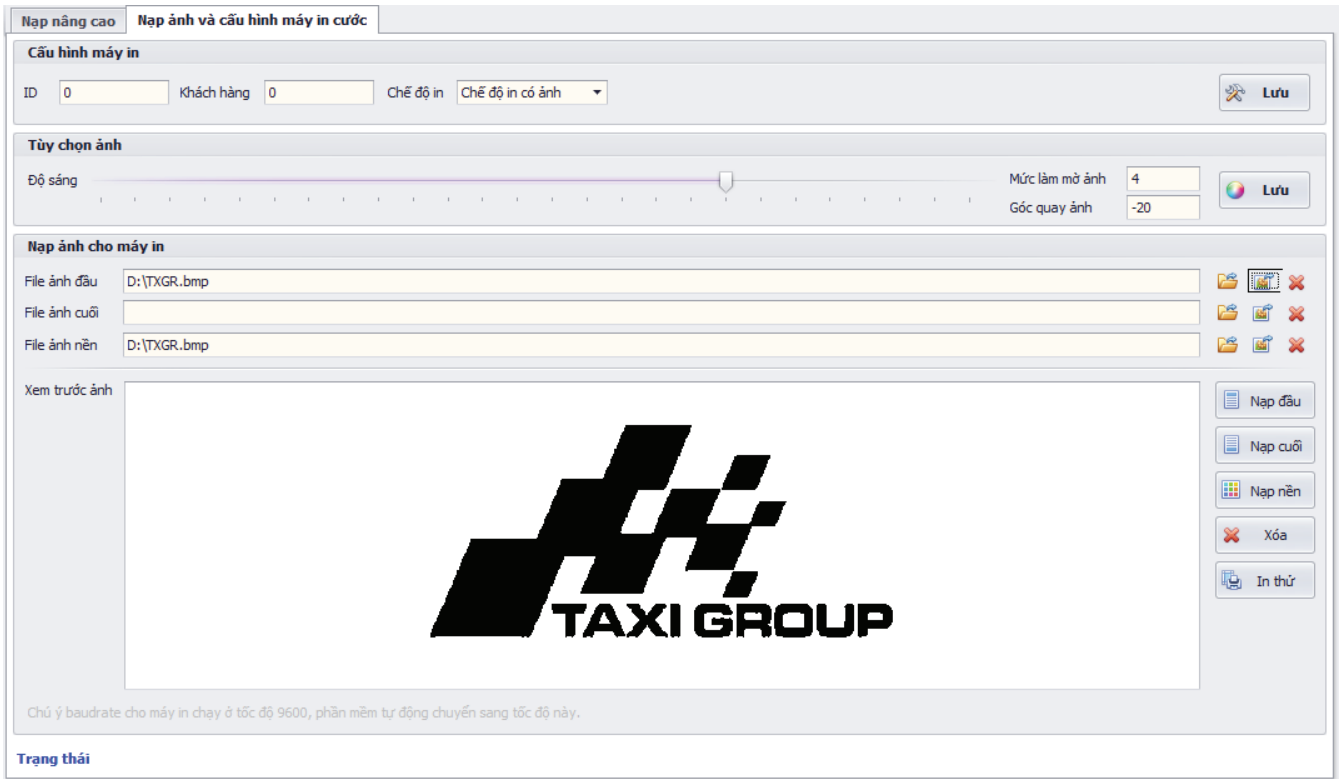 Nạp nâng cao Nạp ảnh và cấu hình máy in cước
Cấu hình máy in
ID 0 Khách hàng 0 Chế độ in Chế độ in có ảnh Lưu
Tùy chọn ảnh
Độ sáng Mức làm mờ ảnh 4 Lưu
Góc quay ảnh -20
Nạp ảnh cho máy in
File ảnh đầu D:\TXGR.bmp
File ảnh cuối
File ảnh nền D:\TXGR.bmp
Xem trước ảnh
Nạp đầu
Nạp cuối
Nạp nền
Xóa
In thử
TAXI GROUP
Chú ý baudrate cho máy in chạy ở tốc độ 9600, phần mềm tự động chuyển sang tốc độ này.
Trạng thái